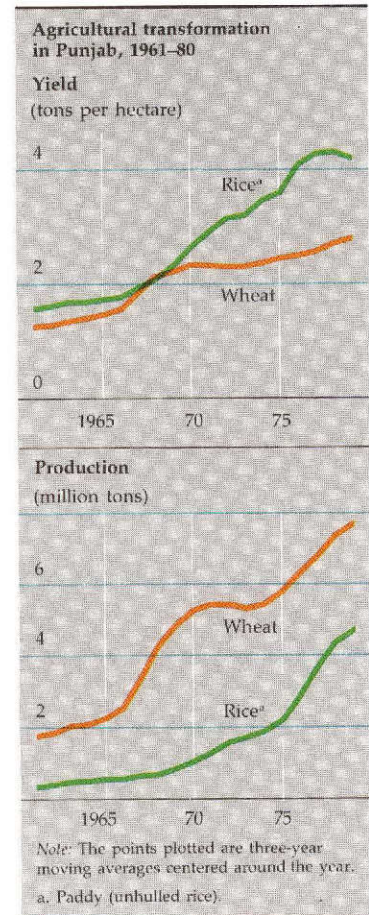 Agricultural transformation
in Punjab, 1961–80
Yield
(tons per hectare)
4
Riceª
2
Wheat
0
1965 70 75
Production
(million tons)
6
Wheat
4
Riceª
2
1965 70 75
Note: The points plotted are three-year
moving averages centered around the year.
a. Paddy (unhulled rice).